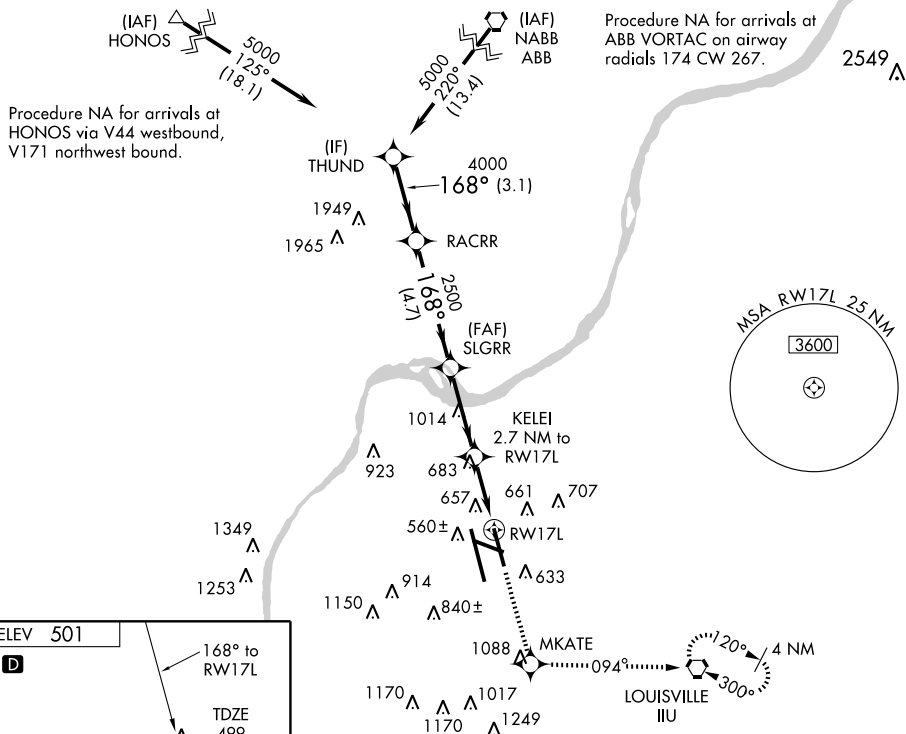 (IAF)
HONOS
5000
125°
(18.1)
(IAF)
NABB
ABB
5000
220°
(13.4)
Procedure NA for arrivals at
ABB VORTAC on airway
radials 174 CW 267.
2549
Procedure NA for arrivals at
HONOS via V44 westbound,
V171 northwest bound.
(IF)
THUND
4000
168° (3.1)
1949
1965
RACRR
2500
168°
(4.7)
(FAF)
SLGRR
MSA RW17L 25 NM
3600
1014
KELEI
2.7 NM to
RW17L
923
683
657
661
707
560±
RW17L
1349
1253
633
914
1150
840±
1088
MKATE
094°
120°
4 NM
300°
LOUISVILLE
IIU
1170
1170
1017
1249
ELEV 501
D
168° to
RW17L
TDZE